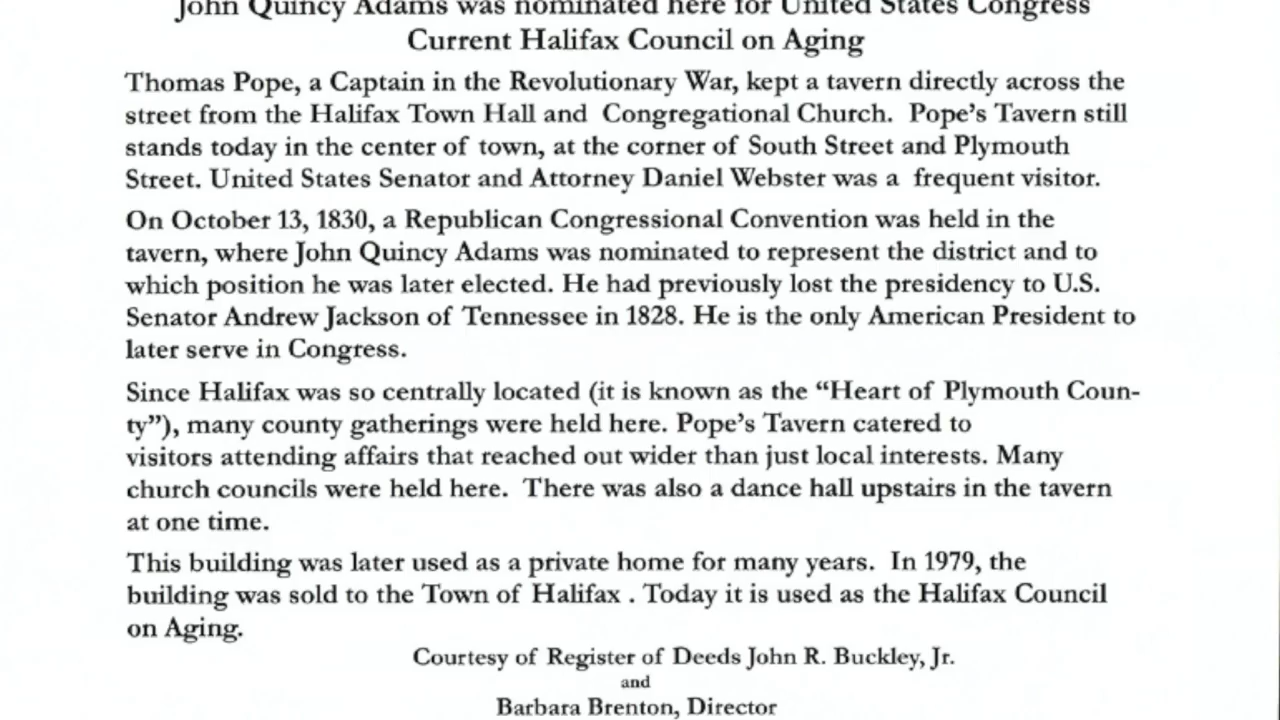 John Quincy Adams was nominated here for United States Congress
Current Halifax Council on Aging
Thomas Pope, a Captain in the Revolutionary War, kept a tavern directly across the
street from the Halifax Town Hall and Congregational Church. Pope's Tavern still
stands today in the center of town, at the corner of South Street and Plymouth
Street. United States Senator and Attorney Daniel Webster was a frequent visitor.
On October 13, 1830, a Republican Congressional Convention was held in the
tavern, where John Quincy Adams was nominated to represent the district and to
which position he was later elected. He had previously lost the presidency to U.S.
Senator Andrew Jackson of Tennessee in 1828. He is the only American President to
later serve in Congress.
Since Halifax was so centrally located (it is known as the “Heart of Plymouth Coun-
ty”), many county gatherings were held here. Pope's Tavern catered to
visitors attending affairs that reached out wider than just local interests. Many
church councils were held here. There was also a dance hall upstairs in the tavern
at one time.
This building was later used as a private home for many years. In 1979, the
building was sold to the Town of Halifax . Today it is used as the Halifax Council
on Aging.
Courtesy of Register of Deeds John R. Buckley, Jr.
and
Barbara Brenton, Director